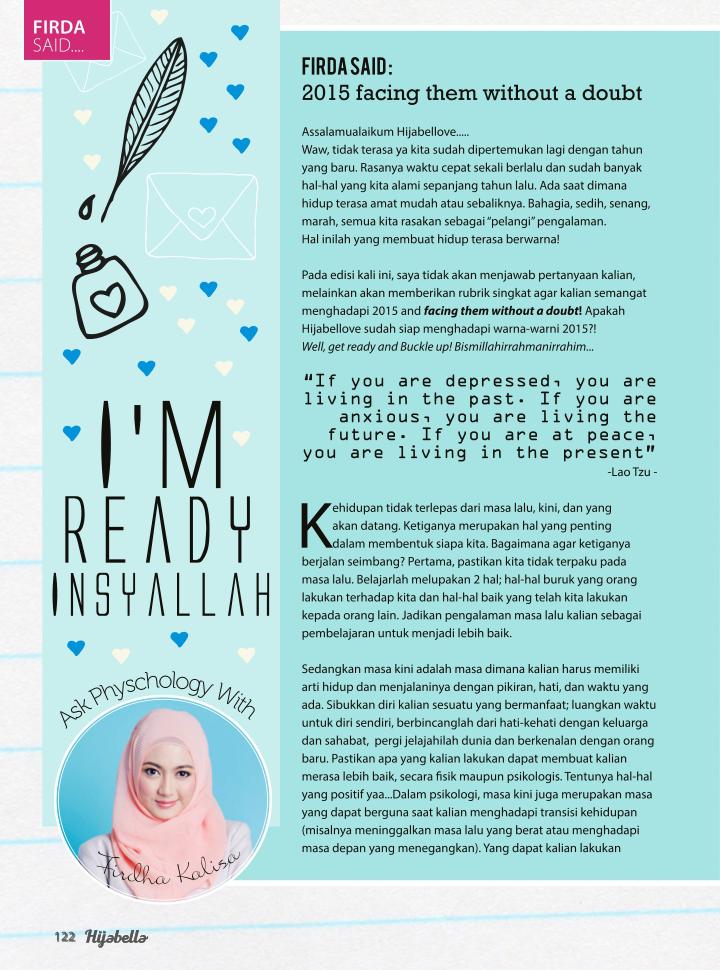 FIRDA
SAID....
I'M
READY
INSYALLAH
Ask Physchology With
Firdha Kalisa
FIRDA SAID:
2015 facing them without a doubt
Assalamualaikum Hijabellove.....
Waw, tidak terasa ya kita sudah dipertemukan lagi dengan tahun
yang baru. Rasanya waktu cepat sekali berlalu dan sudah banyak
hal-hal yang kita alami sepanjang tahun lalu. Ada saat dimana
hidup terasa amat mudah atau sebaliknya. Bahagia, sedih, senang,
marah, semua kita rasakan sebagai "pelangi" pengalaman.
Hal inilah yang membuat hidup terasa berwarna!
Pada edisi kali ini, saya tidak akan menjawab pertanyaan kalian,
melainkan akan memberikan rubrik singkat agar kalian semangat
menghadapi 2015 and facing them without a doubt! Apakah
Hijabellove sudah siap menghadapi warna-warni 2015?!
Well, get ready and Buckle up! Bismillahirrahmanirrahim...
"If you are depressed, you are
living in the past. If you are
anxious, you are living the
future. If you are at peace,
you are living in the present"
-Lao Tzu -
Kehidupan tidak terlepas dari masa lalu, kini, dan yang
akan datang. Ketiganya merupakan hal yang penting
dalam membentuk siapa kita. Bagaimana agar ketiganya
berjalan seimbang? Pertama, pastikan kita tidak terpaku pada
masa lalu. Belajarlah melupakan 2 hal; hal-hal buruk yang orang
lakukan terhadap kita dan hal-hal baik yang telah kita lakukan
kepada orang lain. Jadikan pengalaman masa lalu kalian sebagai
pembelajaran untuk menjadi lebih baik.
Sedangkan masa kini adalah masa dimana kalian harus memiliki
arti hidup dan menjalaninya dengan pikiran, hati, dan waktu yang
ada. Sibukkan diri kalian sesuatu yang bermanfaat; luangkan waktu
untuk diri sendiri, berbincanglah dari hati-kehati dengan keluarga
dan sahabat, pergi jelajahilah dunia dan berkenalan dengan orang
baru. Pastikan apa yang kalian lakukan dapat membuat kalian
merasa lebih baik, secara fisik maupun psikologis. Tentunya hal-hal
yang positif yaa...Dalam psikologi, masa kini juga merupakan masa
yang dapat berguna saat kalian menghadapi transisi kehidupan
(misalnya meninggalkan masa lalu yang berat atau menghadapi
masa depan yang menegangkan). Yang dapat kalian lakukan
122 Hijabella